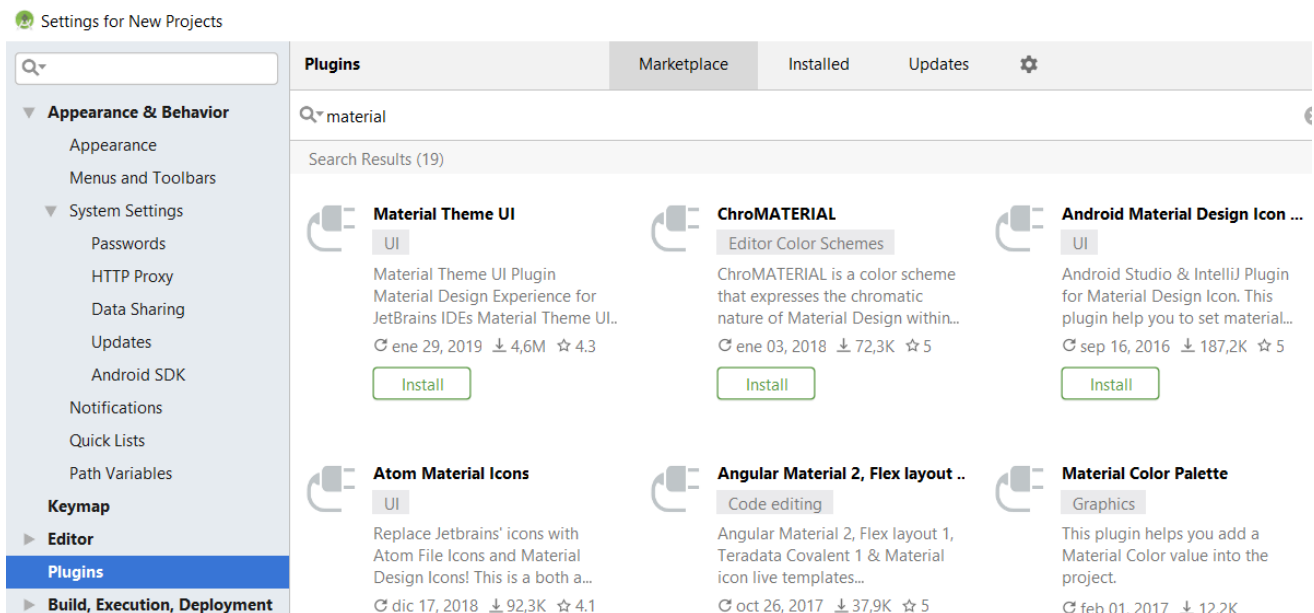 Settings for New Projects
Plugins
Marketplace
Installed
Updates
material
Search Results (19)
Appearance & Behavior
Appearance
Menus and Toolbars
System Settings
Passwords
HTTP Proxy
Data Sharing
Updates
Android SDK
Notifications
Quick Lists
Path Variables
Keymap
Editor
Plugins
Build, Execution, Deployment
Material Theme UI
UI
Material Theme UI Plugin
Material Design Experience for
JetBrains IDEs Material Theme UI..
ene 29, 2019 4,6M 4.3
Install
ChroMATERIAL
Editor Color Schemes
ChroMATERIAL is a color scheme
that expresses the chromatic
nature of Material Design within...
ene 03, 2018 72,3K 5
Install
Android Material Design Icon ...
UI
Android Studio & IntelliJ Plugin
for Material Design Icon. This
plugin help you to set material...
sep 16, 2016 187,2K 5
Install
Atom Material Icons
UI
Replace Jetbrains' icons with
Atom File Icons and Material
Design Icons! This is a both a...
dic 17, 2018 92,3K 4.1
Angular Material 2, Flex layout ..
Code editing
Angular Material 2, Flex layout 1,
Teradata Covalent 1 & Material
icon live templates...
oct 26, 2017 37,9K 5
Material Color Palette
Graphics
This plugin helps you add a
Material Color value into the
project.
feb 01, 2017 12,2K